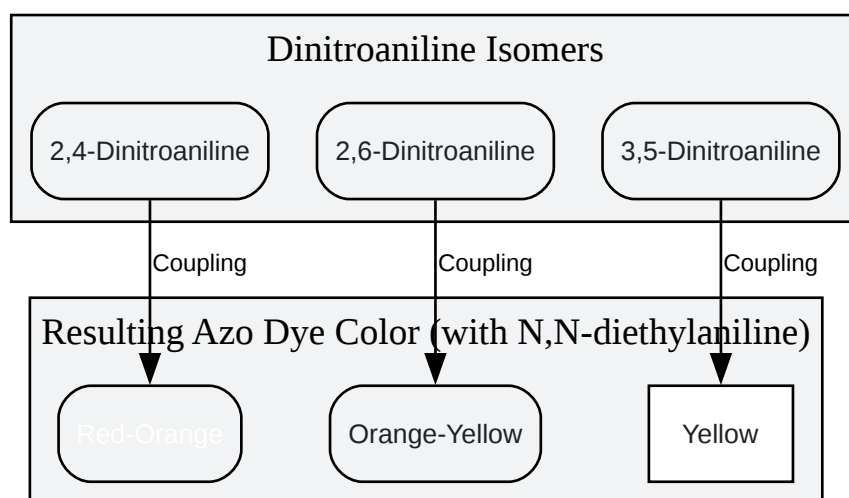 Dinitroaniline Isomers
2,4-Dinitroaniline
2,6-Dinitroaniline
3,5-Dinitroaniline
Coupling
Coupling
Coupling
Resulting Azo Dye Color (with N,N-diethylaniline)
Red-Orange
Orange-Yellow
Yellow